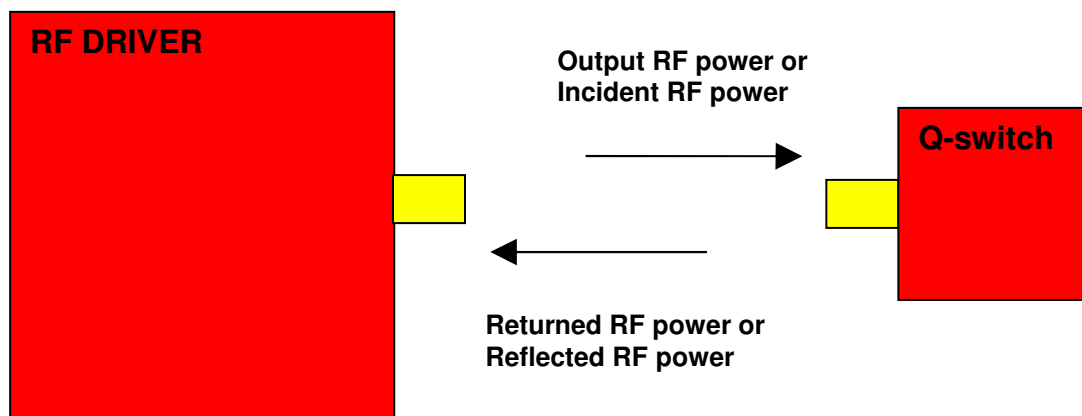 RF DRIVER
Output RF power or
Incident RF power
Q-switch
Returned RF power or
Reflected RF power